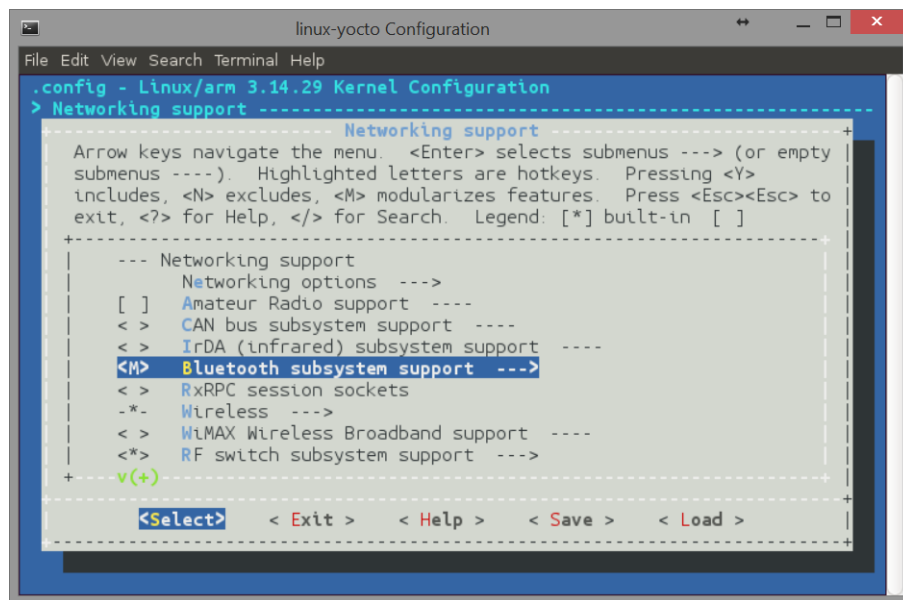 linux-yocto Configuration
File Edit View Search Terminal Help
.config - Linux/arm 3.14.29 Kernel Configuration
> Networking support
Networking support
Arrow keys navigate the menu. <Enter> selects submenus ---> (or empty
submenus ----). Highlighted letters are hotkeys. Pressing <Y>
includes, <N> excludes, <M> modularizes features. Press <Esc><Esc> to
exit, <?> for Help, </> for Search. Legend: [*] built-in [ ]
--- Networking support
Networking options --->
[ ] Amateur Radio support ----
< > CAN bus subsystem support ----
< > IrDA (infrared) subsystem support ----
<M> Bluetooth subsystem support --->
< > RxRPC session sockets
-*- Wireless --->
< > WiMAX Wireless Broadband support ----
<*> RF switch subsystem support --->
v(+)
<Select> < Exit > < Help > < Save > < Load >